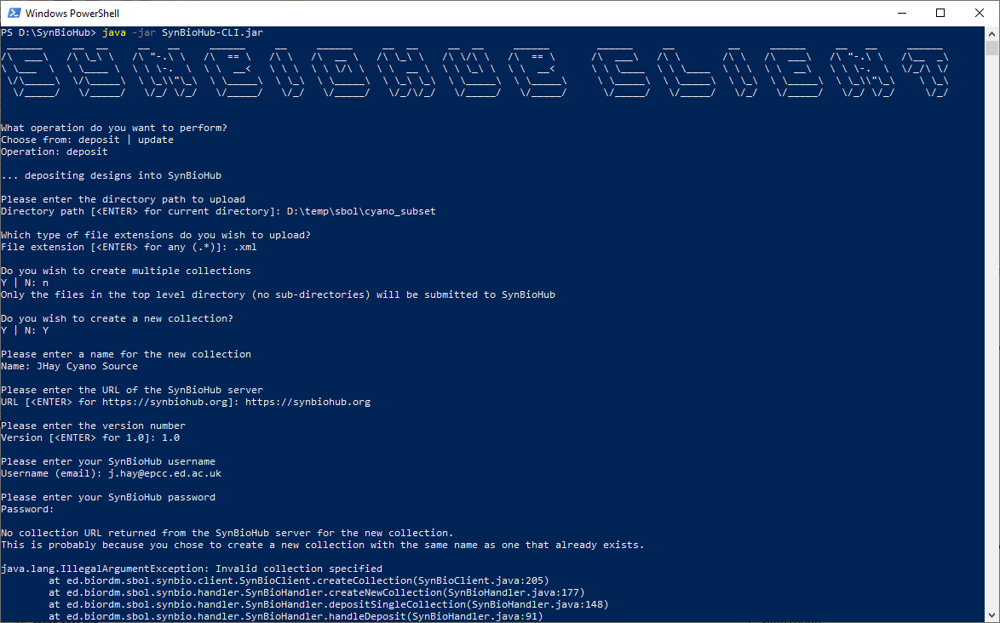 Windows PowerShell
PS D:\SynBioHub> java -jar SynBioHub-CLI.jar
SYNBIOHUB CLIENT
What operation do you want to perform?
Choose from: deposit | update
Operation: deposit
... depositing designs into SynBioHub
Please enter the directory path to upload
Directory path [<ENTER> for current directory]: D:\temp\sbol\cyano_subset
Which type of file extensions do you wish to upload?
File extension [<ENTER> for any (.*)]: .xml
Do you wish to create multiple collections
Y | N: n
Only the files in the top level directory (no sub-directories) will be submitted to SynBioHub
Do you wish to create a new collection?
Y | N: Y
Please enter a name for the new collection
Name: JHay Cyano Source
Please enter the URL of the SynBioHub server
URL [<ENTER> for https://synbiohub.org]: https://synbiohub.org
Please enter the version number
Version [<ENTER> for 1.0]: 1.0
Please enter your SynBioHub username
Username (email): j.hay@epcc.ed.ac.uk
Please enter your SynBioHub password
Password:
No collection URL returned from the SynBioHub server for the new collection.
This is probably because you chose to create a new collection with the same name as one that already exists.
java.lang.IllegalArgumentException: Invalid collection specified
at ed.biordm.sbol.synbio.client.SynBioClient.createCollection(SynBioClient.java:205)
at ed.biordm.sbol.synbio.handler.SynBioHandler.createNewCollection(SynBioHandler.java:177)
at ed.biordm.sbol.synbio.handler.SynBioHandler.depositSingleCollection(SynBioHandler.java:148)
at ed.biordm.sbol.synbio.handler.SynBioHandler.handleDeposit(SynBioHandler.java:91)